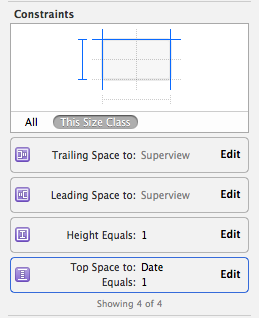 Constraints
All This Size Class
Trailing Space to: Superview Edit
Leading Space to: Superview Edit
Height Equals: 1 Edit
Top Space to: Date Edit
Equals: 1
Showing 4 of 4